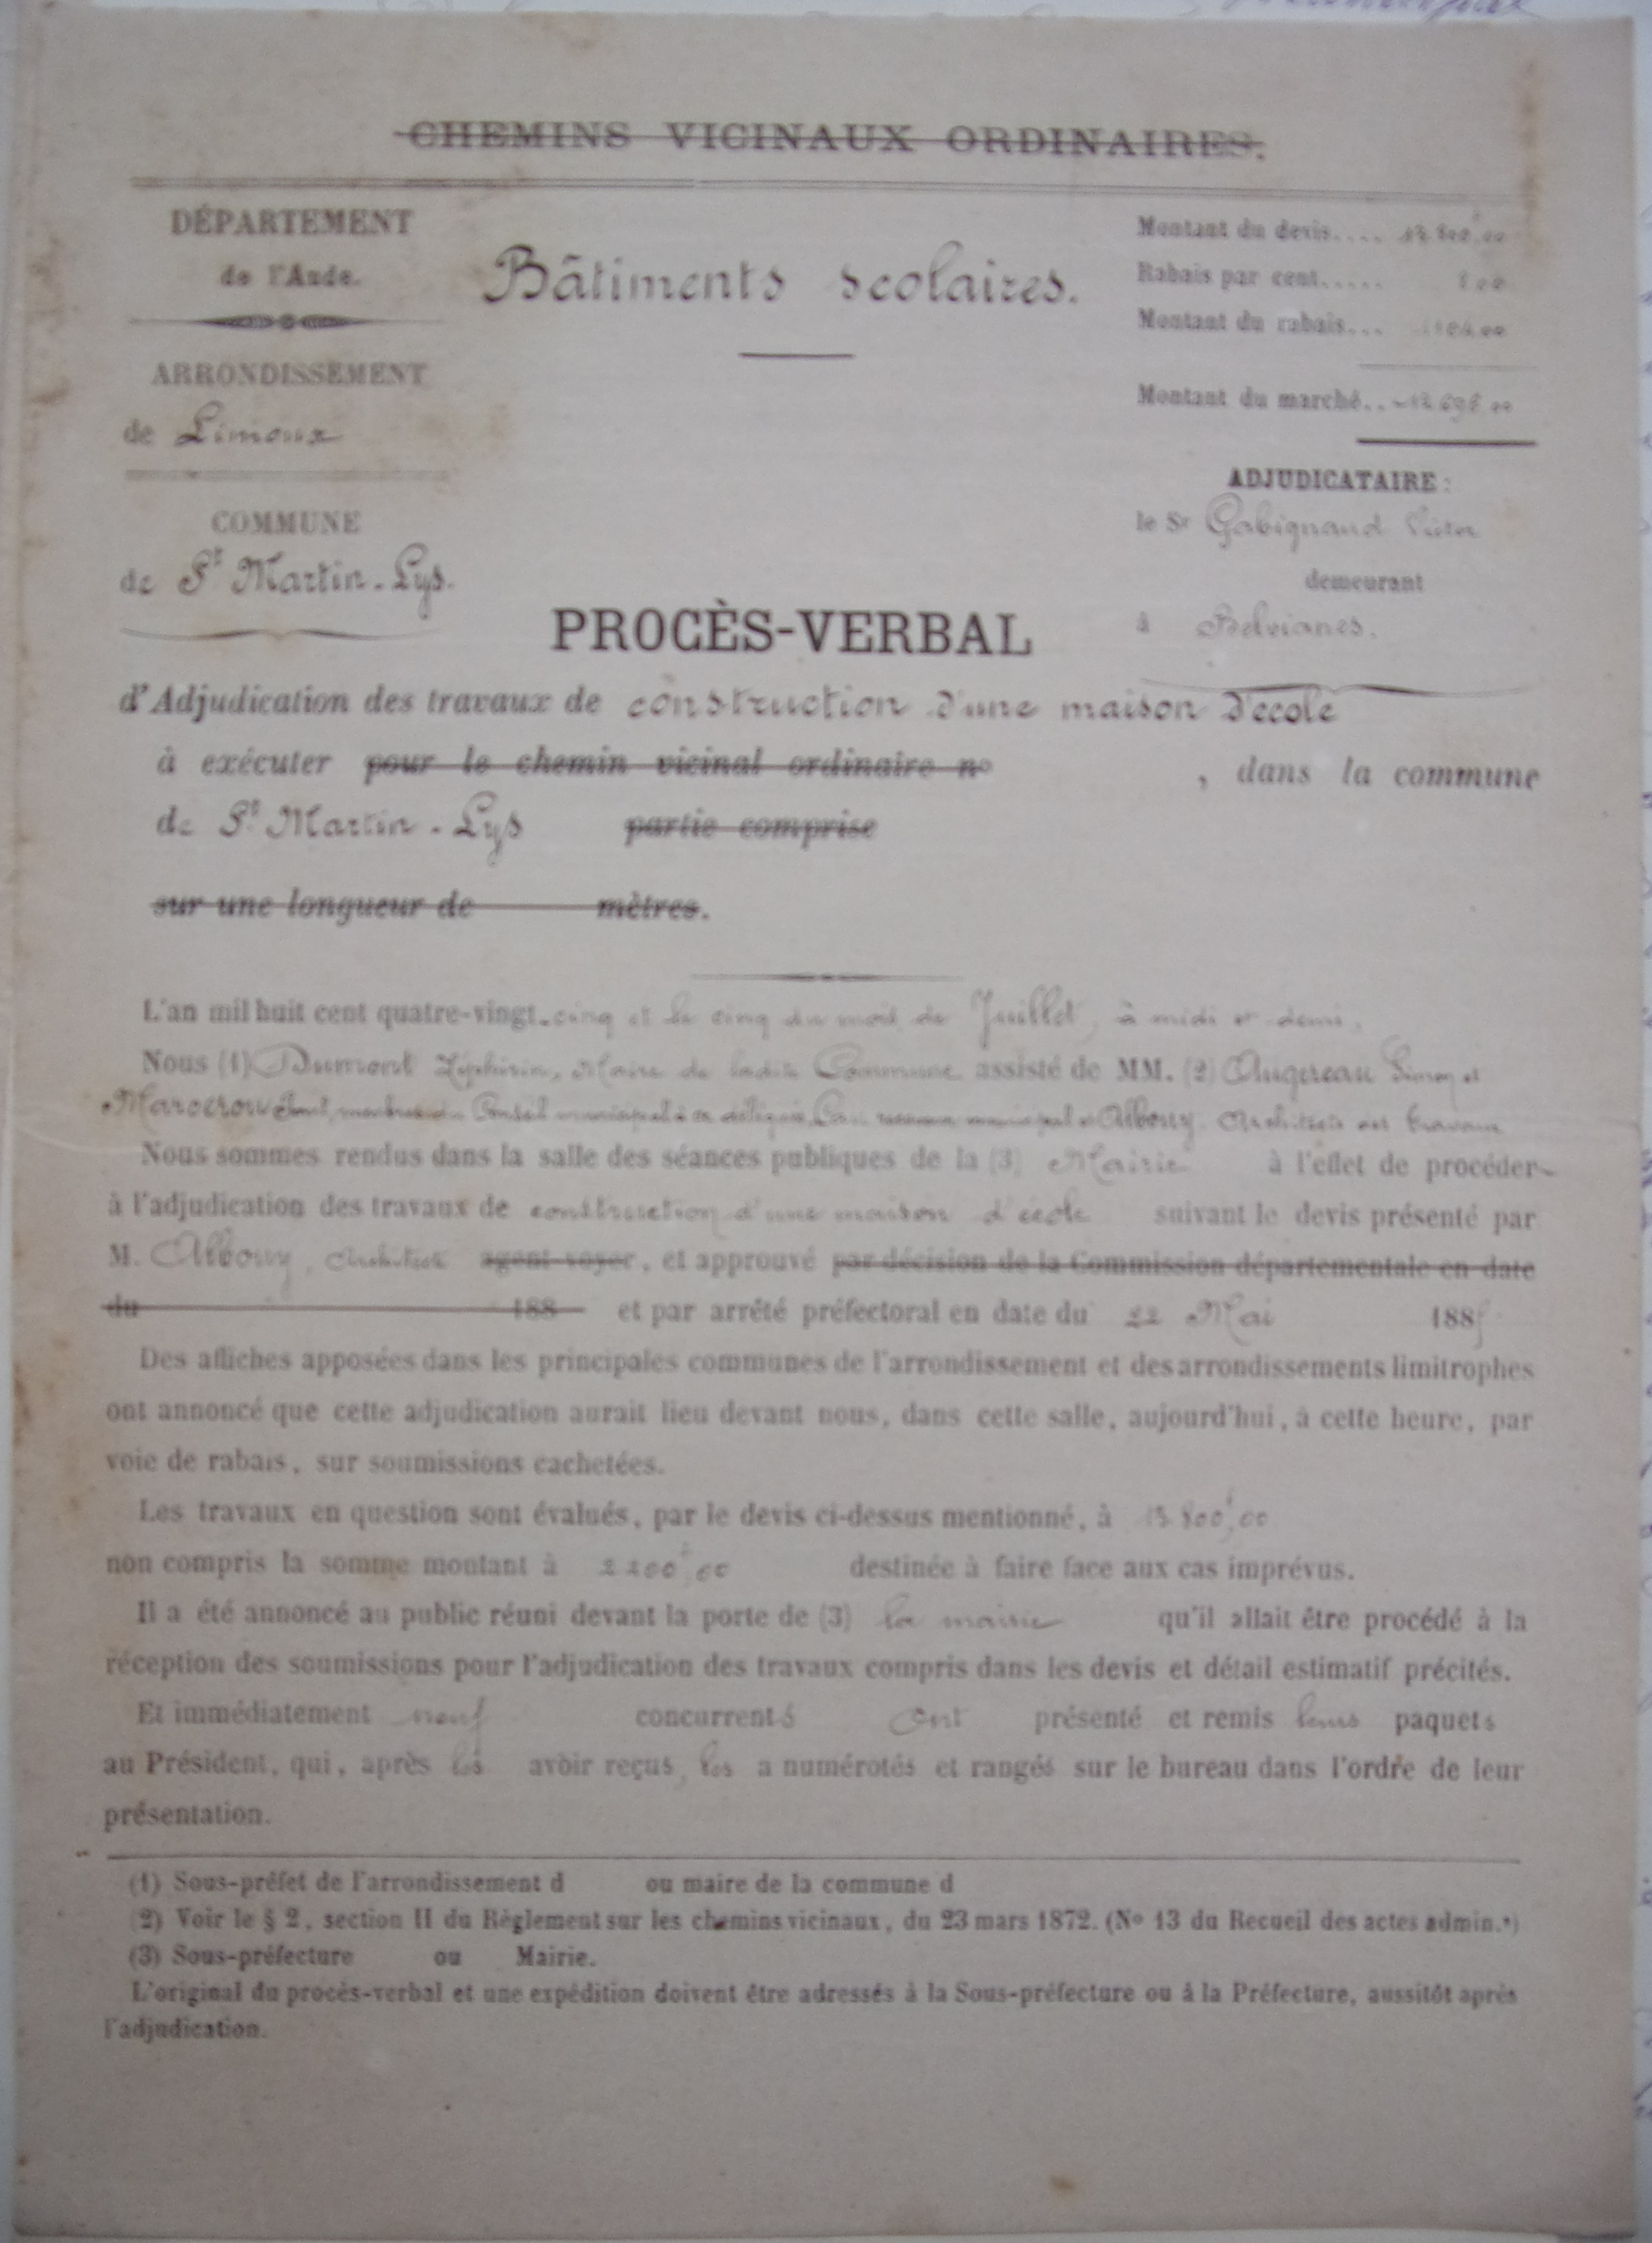 CHEMINS VICINAUX ORDINAIRES.
DÉPARTEMENT
de l'Aude.
ARRONDISSEMENT
de Limoux
COMMUNE
de St Martin-Lys.
Bâtiments scolaires.
Montant du devis.... 13.800,00
Rabais par cent..... 8.00
Montant du rabais... 1104.00
Montant du marché.. 12.696.00
ADJUDICATAIRE :
le Sr Gabignaud Victor
demeurant
à Belvianes.
PROCÈS-VERBAL
d'Adjudication des travaux de construction d'une maison d'école
à exécuter pour le chemin vicinal ordinaire no , dans la commune
de St Martin-Lys partie comprise
sur une longueur de mètres.
L'an mil huit cent quatre-vingt-cinq et le cinq du mois de Juillet, à midi et demi,
Nous (1) Dumont Zéphirin, Maire de ladite Commune assisté de MM. (2) Augereau Simon et
membres du Conseil municipal à ce délégués, receveur municipal et Albouy, Architecte des travaux
Nous sommes rendus dans la salle des séances publiques de la (3) Mairie à l'effet de procéder
à l'adjudication des travaux de construction d'une maison d'école suivant le devis présenté par
M. Albouy, Architecte agent-voyer, et approuvé par décision de la Commission départementale en date
du 188 et par arrêté préfectoral en date du 22 Mai 1885
Des affiches apposées dans les principales communes de l'arrondissement et des arrondissements limitrophes
ont annoncé que cette adjudication aurait lieu devant nous, dans cette salle, aujourd'hui, à cette heure, par
voie de rabais, sur soumissions cachetées.
Les travaux en question sont évalués, par le devis ci-dessus mentionné, à 13.800f,00
non compris la somme montant à 2200f,00 destinée à faire face aux cas imprévus.
Il a été annoncé au public réuni devant la porte de (3) la mairie qu'il allait être procédé à la
réception des soumissions pour l'adjudication des travaux compris dans les devis et détail estimatif précités.
Et immédiatement neuf concurrents ont présenté et remis leurs paquets
au Président, qui, après les avoir reçus, les a numérotés et rangés sur le bureau dans l'ordre de leur
présentation.
(1) Sous-préfet de l'arrondissement d ou maire de la commune d
(2) Voir le § 2, section II du Règlement sur les chemins vicinaux, du 23 mars 1872. (No 13 du Recueil des actes admin.s)
(3) Sous-préfecture ou Mairie.
L'original du procès-verbal et une expédition doivent être adressés à la Sous-préfecture ou à la Préfecture, aussitôt après
l'adjudication.